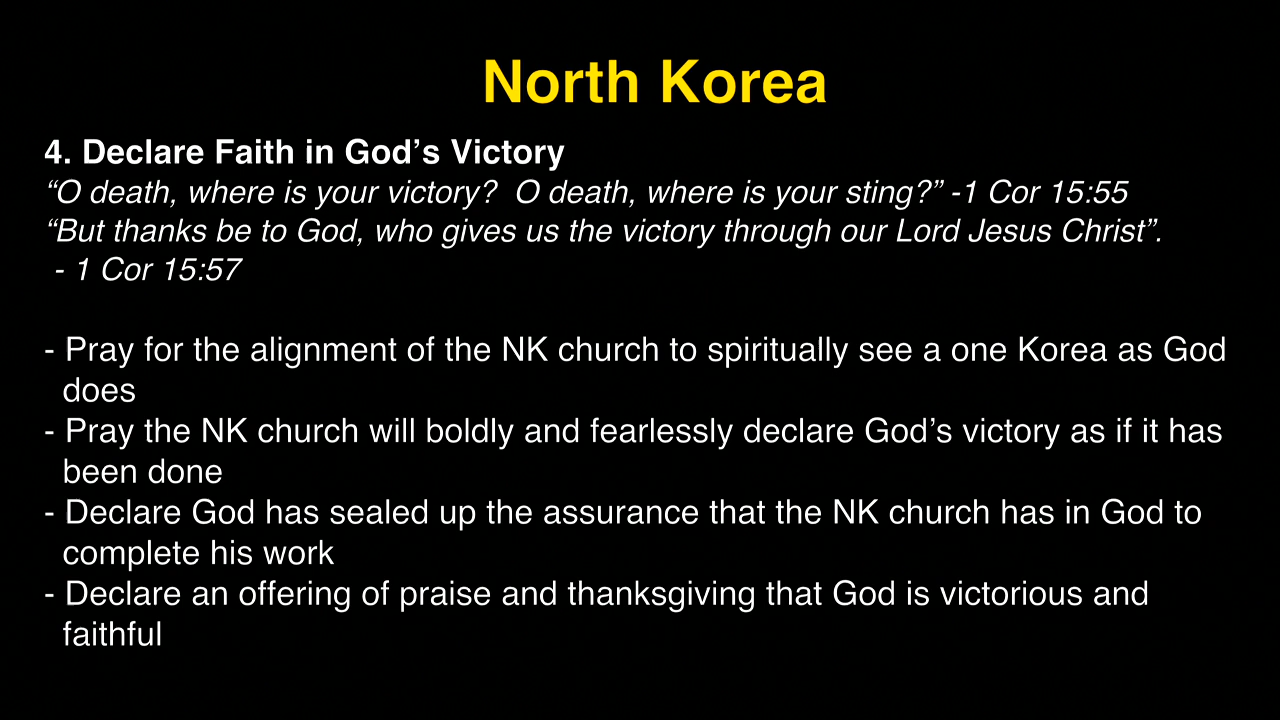 North Korea
4. Declare Faith in God’s Victory
“O death, where is your victory?  O death, where is your sting?” -1 Cor 15:55
“But thanks be to God, who gives us the victory through our Lord Jesus Christ”.
- 1 Cor 15:57
- Pray for the alignment of the NK church to spiritually see a one Korea as God
does
- Pray the NK church will boldly and fearlessly declare God’s victory as if it has
been done
- Declare God has sealed up the assurance that the NK church has in God to
complete his work
- Declare an offering of praise and thanksgiving that God is victorious and
faithful